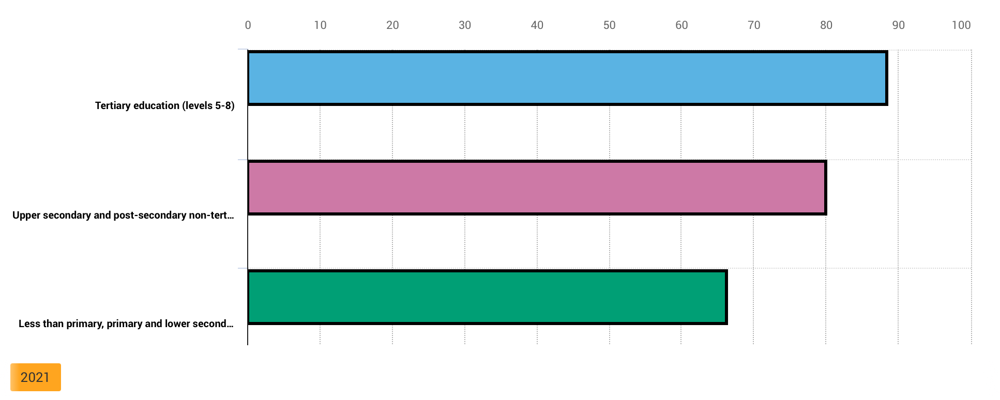 0 10 20 30 40 50 60 70 80 90 100
Tertiary education (levels 5-8)
Upper secondary and post-secondary non-tert…
Less than primary, primary and lower second…
2021